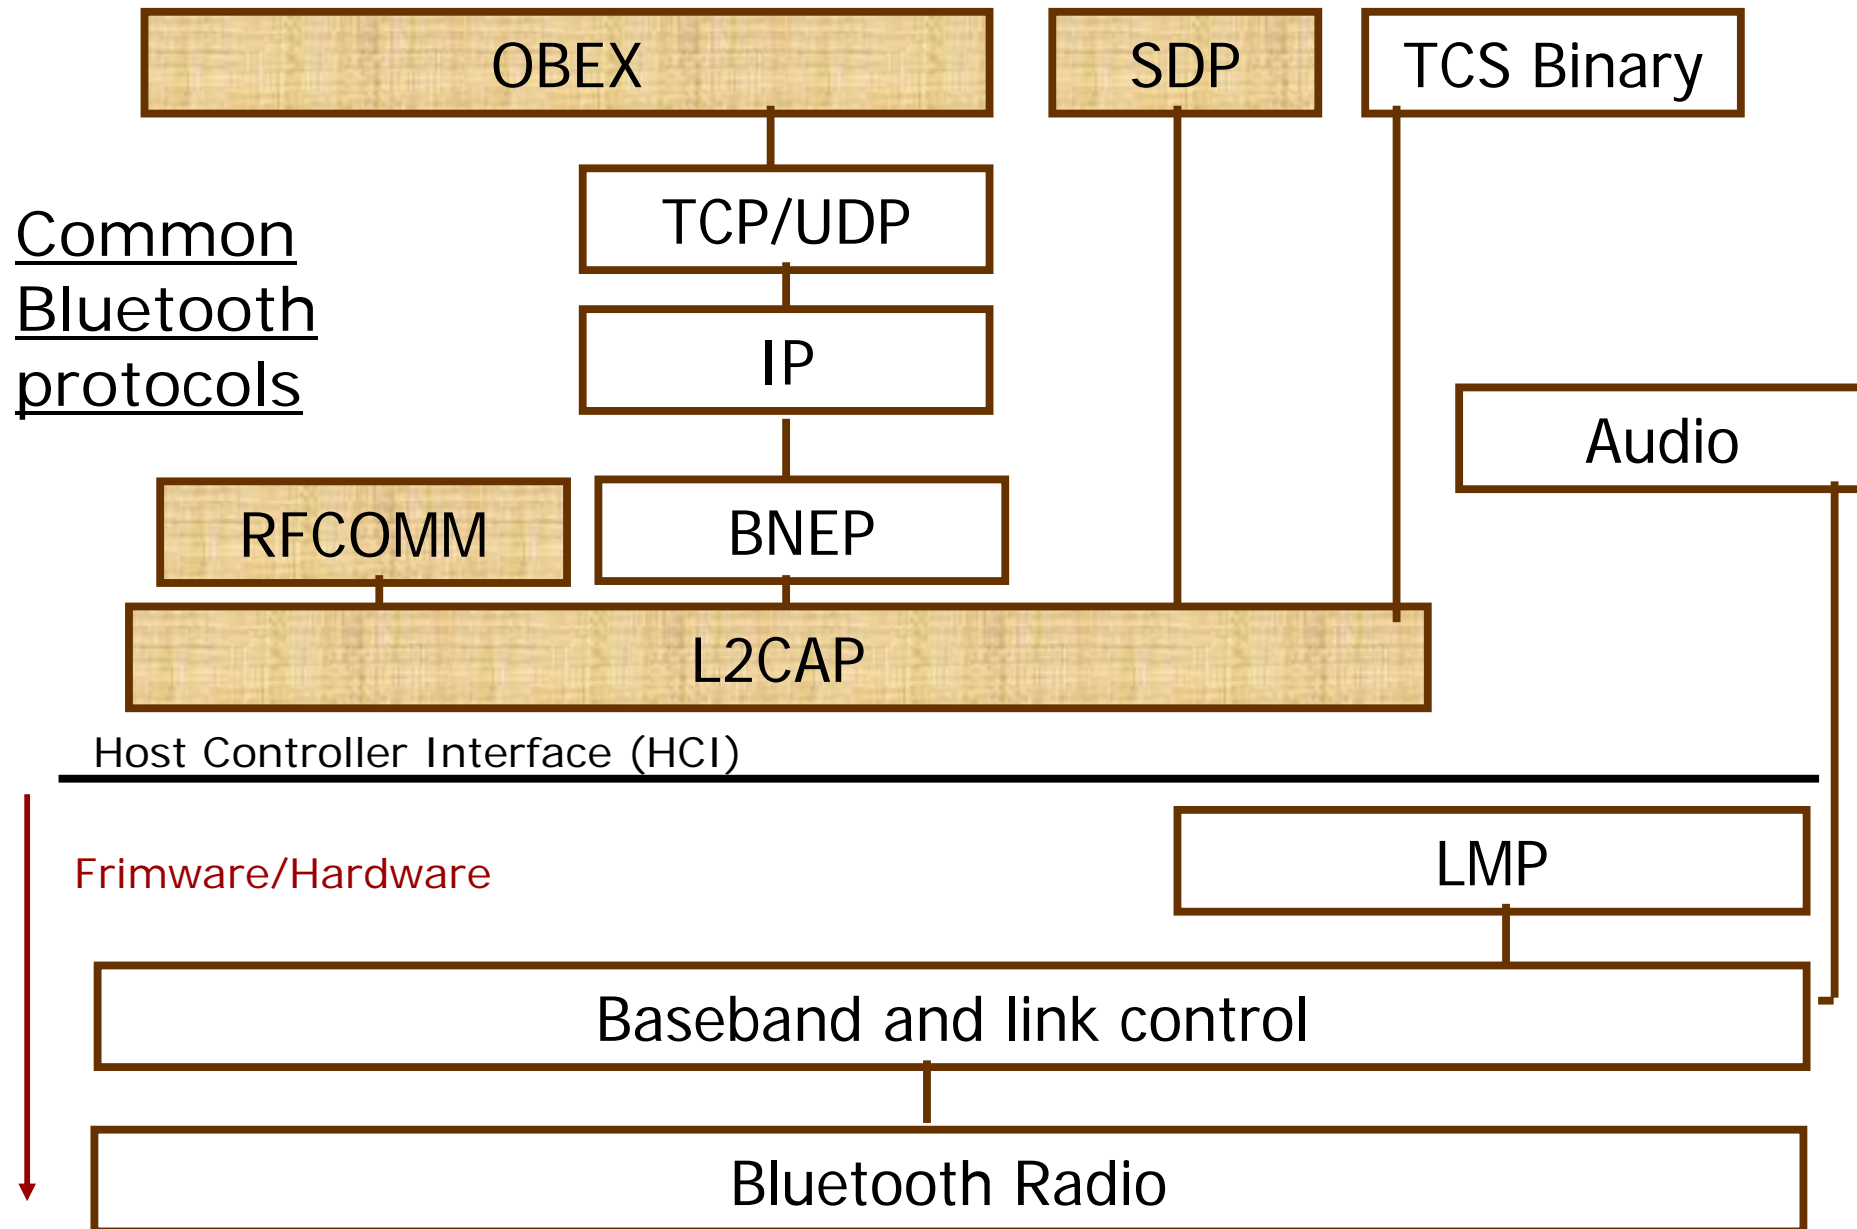 OBEX
SDP
TCS Binary
TCP/UDP
Common
Bluetooth
protocols
IP
Audio
RFCOMM
BNEP
L2CAP
Host Controller Interface (HCI)
LMP
Frimware/Hardware
Baseband and link control
Bluetooth Radio